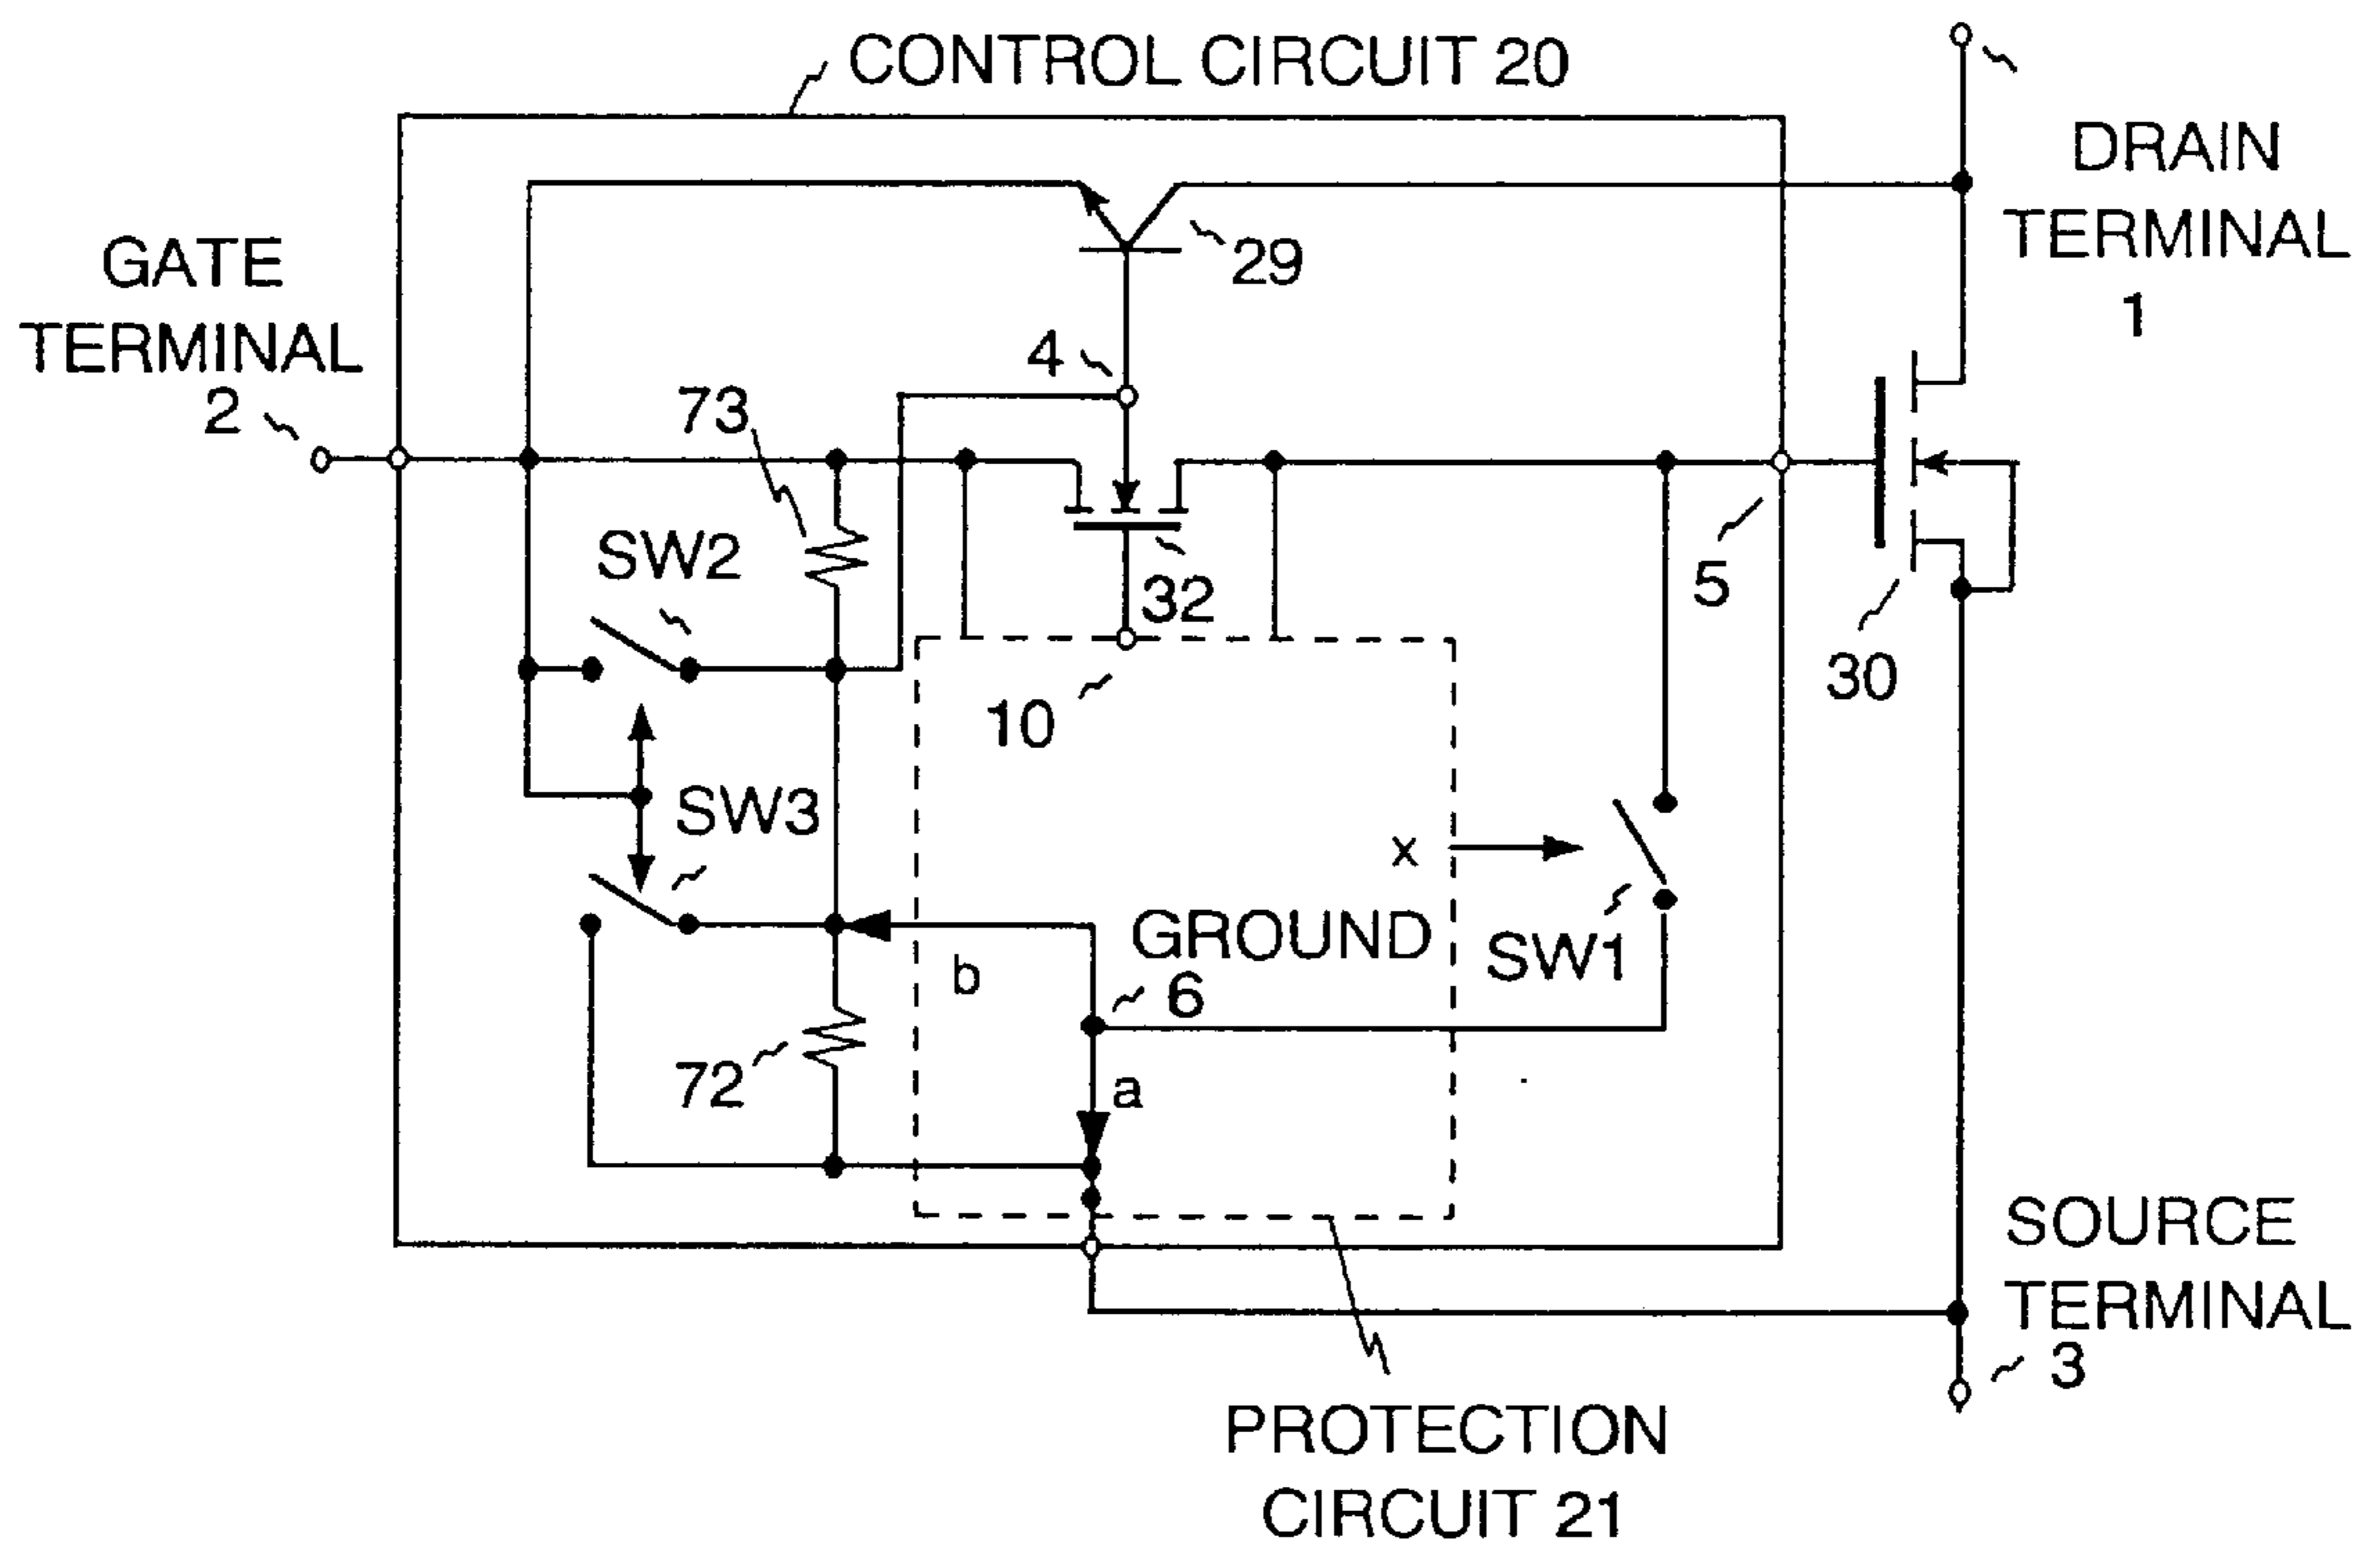 CONTROL CIRCUIT 20
DRAIN
TERMINAL
1
GATE
TERMINAL
2
29
4
73
SW2
32
5
30
10
SW3
x
SW1
GROUND
6
b
a
72
SOURCE
TERMINAL
3
PROTECTION
CIRCUIT 21